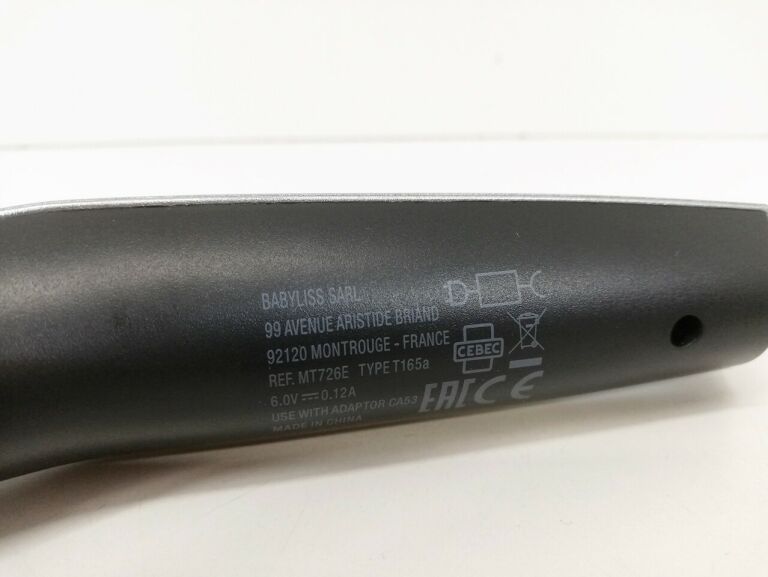 BABYLISS SARL
99 AVENUE ARISTIDE BRIAND
92120 MONTROUGE - FRANCE
REF. MT726E TYPE T165a
6.0V ⎓ 0.12A
USE WITH ADAPTOR CA53
MADE IN CHINA
CEBEC
EAC CE